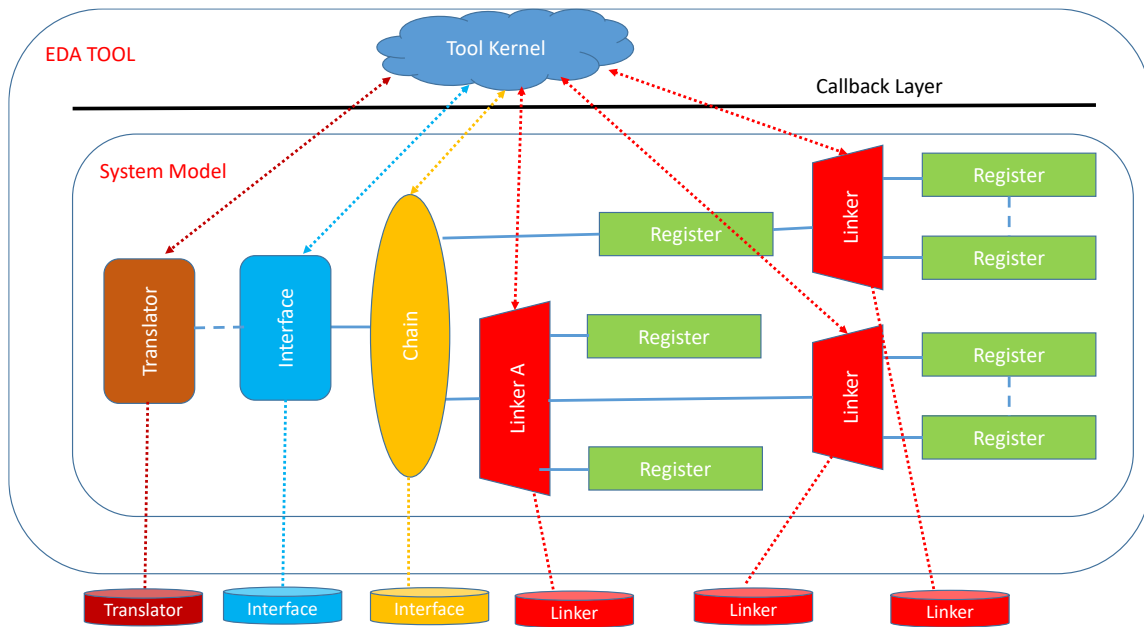 Tool Kernel
EDA TOOL
Callback Layer
System Model
Register
Register
Linker
Register
Register
Translator
Interface
Chain
Linker A
Register
Linker
Register
Register
Register
Translator
Interface
Interface
Linker
Linker
Linker